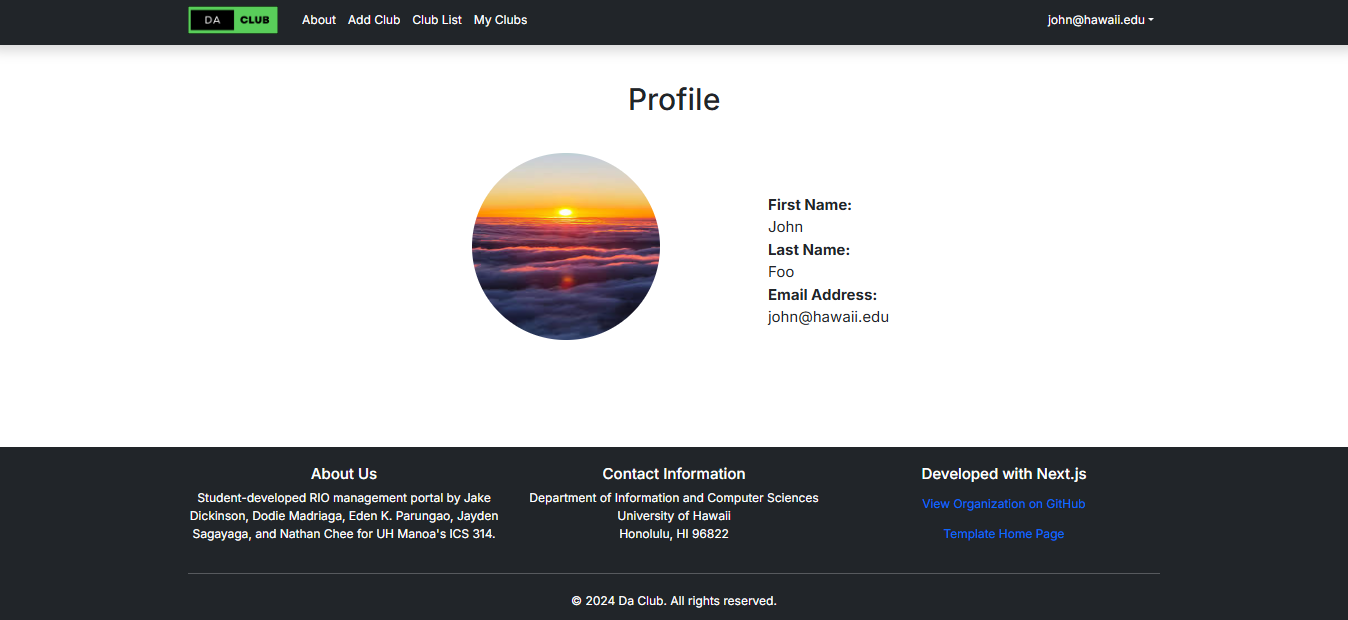 DA CLUB About Add Club Club List My Clubs john@hawaii.edu
Profile
First Name:
John
Last Name:
Foo
Email Address:
john@hawaii.edu
About Us
Student-developed RIO management portal by Jake
Dickinson, Dodie Madriaga, Eden K. Parungao, Jayden
Sagayaga, and Nathan Chee for UH Manoa's ICS 314.
Contact Information
Department of Information and Computer Sciences
University of Hawaii
Honolulu, HI 96822
Developed with Next.js
View Organization on GitHub
Template Home Page
© 2024 Da Club. All rights reserved.